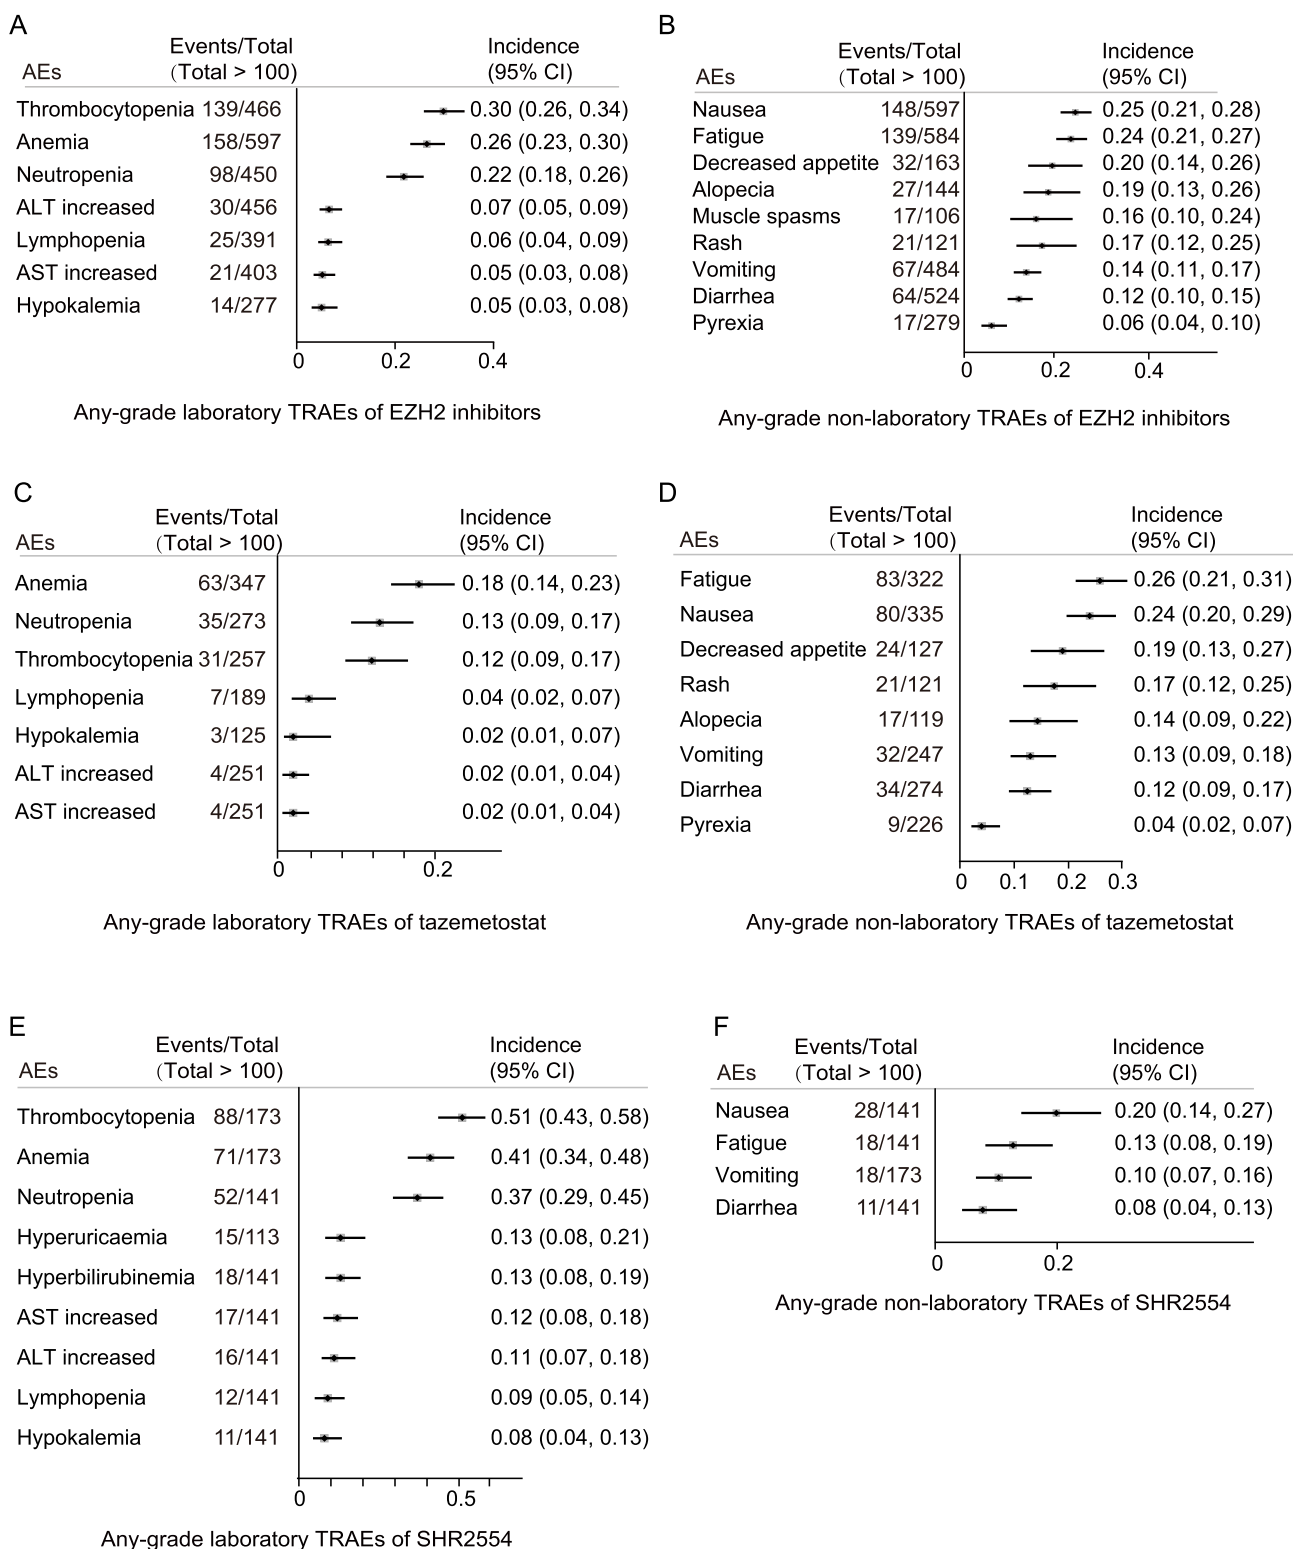 A
Events/Total Incidence
AEs (Total > 100) (95% CI)
Thrombocytopenia 139/466 0.30 (0.26, 0.34)
Anemia 158/597 0.26 (0.23, 0.30)
Neutropenia 98/450 0.22 (0.18, 0.26)
ALT increased 30/456 0.07 (0.05, 0.09)
Lymphopenia 25/391 0.06 (0.04, 0.09)
AST increased 21/403 0.05 (0.03, 0.08)
Hypokalemia 14/277 0.05 (0.03, 0.08)
0 0.2 0.4
Any-grade laboratory TRAEs of EZH2 inhibitors
B
Events/Total Incidence
AEs (Total > 100) (95% CI)
Nausea 148/597 0.25 (0.21, 0.28)
Fatigue 139/584 0.24 (0.21, 0.27)
Decreased appetite 32/163 0.20 (0.14, 0.26)
Alopecia 27/144 0.19 (0.13, 0.26)
Muscle spasms 17/106 0.16 (0.10, 0.24)
Rash 21/121 0.17 (0.12, 0.25)
Vomiting 67/484 0.14 (0.11, 0.17)
Diarrhea 64/524 0.12 (0.10, 0.15)
Pyrexia 17/279 0.06 (0.04, 0.10)
0 0.2 0.4
Any-grade non-laboratory TRAEs of EZH2 inhibitors
C
Events/Total Incidence
AEs (Total > 100) (95% CI)
Anemia 63/347 0.18 (0.14, 0.23)
Neutropenia 35/273 0.13 (0.09, 0.17)
Thrombocytopenia 31/257 0.12 (0.09, 0.17)
Lymphopenia 7/189 0.04 (0.02, 0.07)
Hypokalemia 3/125 0.02 (0.01, 0.07)
ALT increased 4/251 0.02 (0.01, 0.04)
AST increased 4/251 0.02 (0.01, 0.04)
0 0.2
Any-grade laboratory TRAEs of tazemetostat
D
Events/Total Incidence
AEs (Total > 100) (95% CI)
Fatigue 83/322 0.26 (0.21, 0.31)
Nausea 80/335 0.24 (0.20, 0.29)
Decreased appetite 24/127 0.19 (0.13, 0.27)
Rash 21/121 0.17 (0.12, 0.25)
Alopecia 17/119 0.14 (0.09, 0.22)
Vomiting 32/247 0.13 (0.09, 0.18)
Diarrhea 34/274 0.12 (0.09, 0.17)
Pyrexia 9/226 0.04 (0.02, 0.07)
0 0.1 0.2 0.3
Any-grade non-laboratory TRAEs of tazemetostat
E
Events/Total Incidence
AEs (Total > 100) (95% CI)
Thrombocytopenia 88/173 0.51 (0.43, 0.58)
Anemia 71/173 0.41 (0.34, 0.48)
Neutropenia 52/141 0.37 (0.29, 0.45)
Hyperuricaemia 15/113 0.13 (0.08, 0.21)
Hyperbilirubinemia 18/141 0.13 (0.08, 0.19)
AST increased 17/141 0.12 (0.08, 0.18)
ALT increased 16/141 0.11 (0.07, 0.18)
Lymphopenia 12/141 0.09 (0.05, 0.14)
Hypokalemia 11/141 0.08 (0.04, 0.13)
0 0.5
Any-grade laboratory TRAEs of SHR2554
F
Events/Total Incidence
AEs (Total > 100) (95% CI)
Nausea 28/141 0.20 (0.14, 0.27)
Fatigue 18/141 0.13 (0.08, 0.19)
Vomiting 18/173 0.10 (0.07, 0.16)
Diarrhea 11/141 0.08 (0.04, 0.13)
0 0.2
Any-grade non-laboratory TRAEs of SHR2554